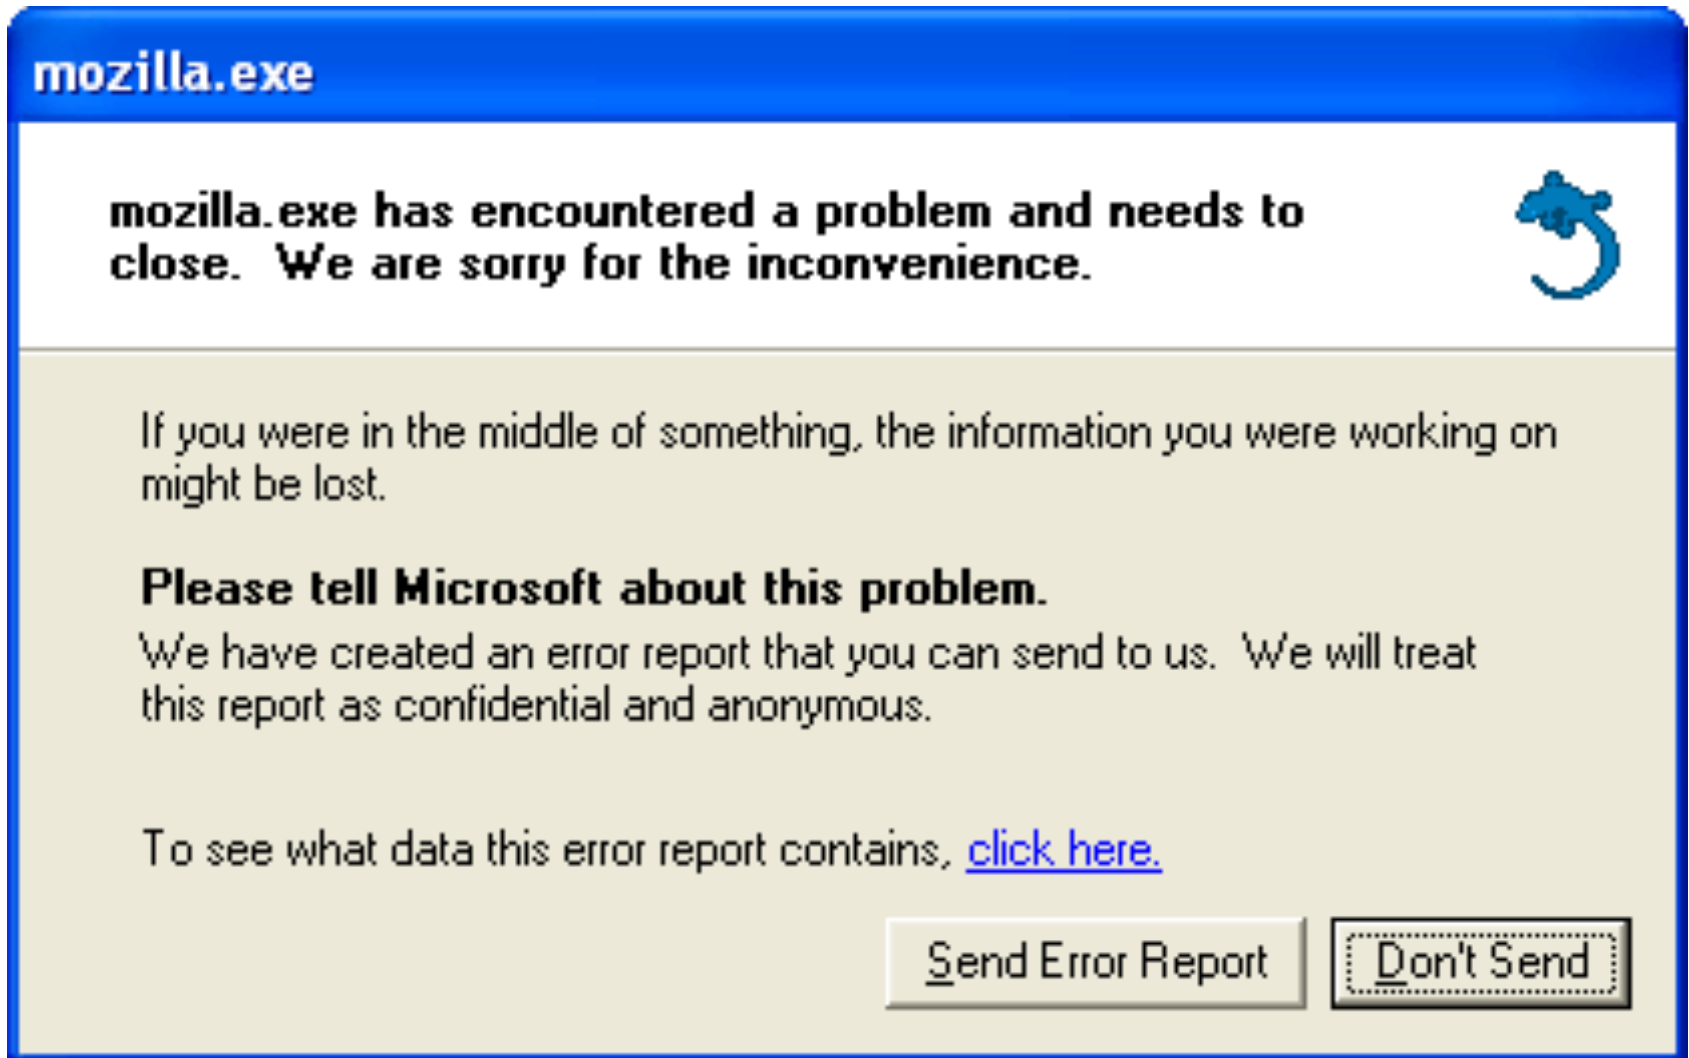 mozilla.exe
mozilla.exe has encountered a problem and needs to
close.  We are sorry for the inconvenience.
If you were in the middle of something, the information you were working on
might be lost.
Please tell Microsoft about this problem.
We have created an error report that you can send to us.  We will treat
this report as confidential and anonymous.
To see what data this error report contains, click here.
Send Error Report
Don't Send